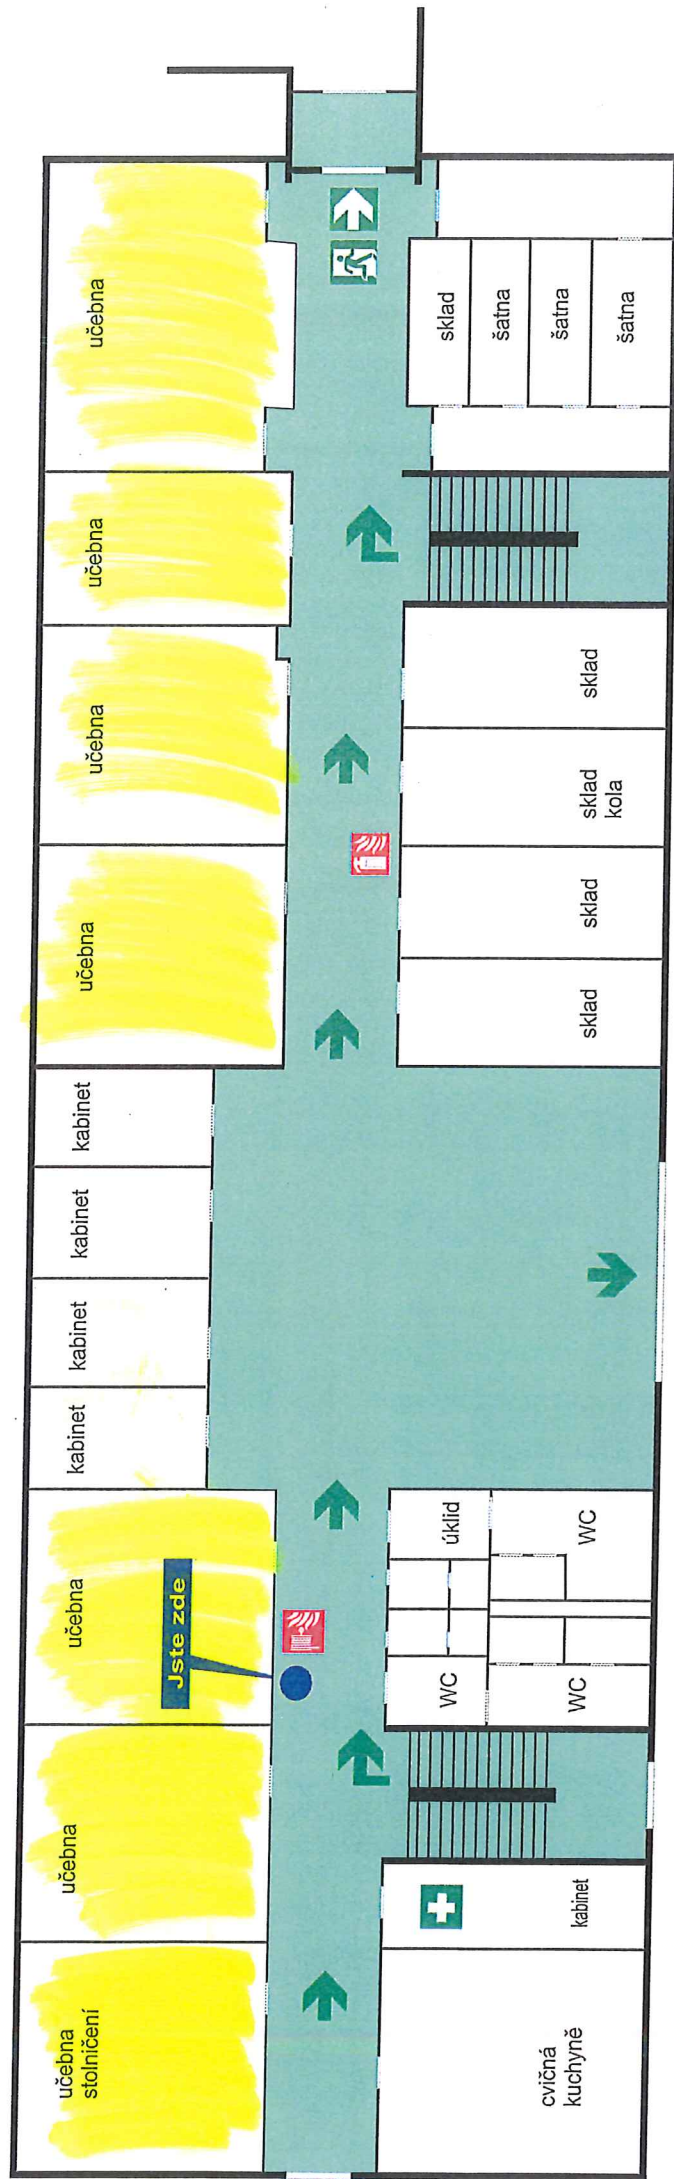 učebna
stolničení
učebna
učebna
Jste zde
kabinet
kabinet
kabinet
kabinet
učebna
učebna
učebna
učebna
cvičná
kuchyně
kabinet
WC
WC
úklid
WC
sklad
sklad
sklad
kola
sklad
sklad
šatna
šatna
šatna